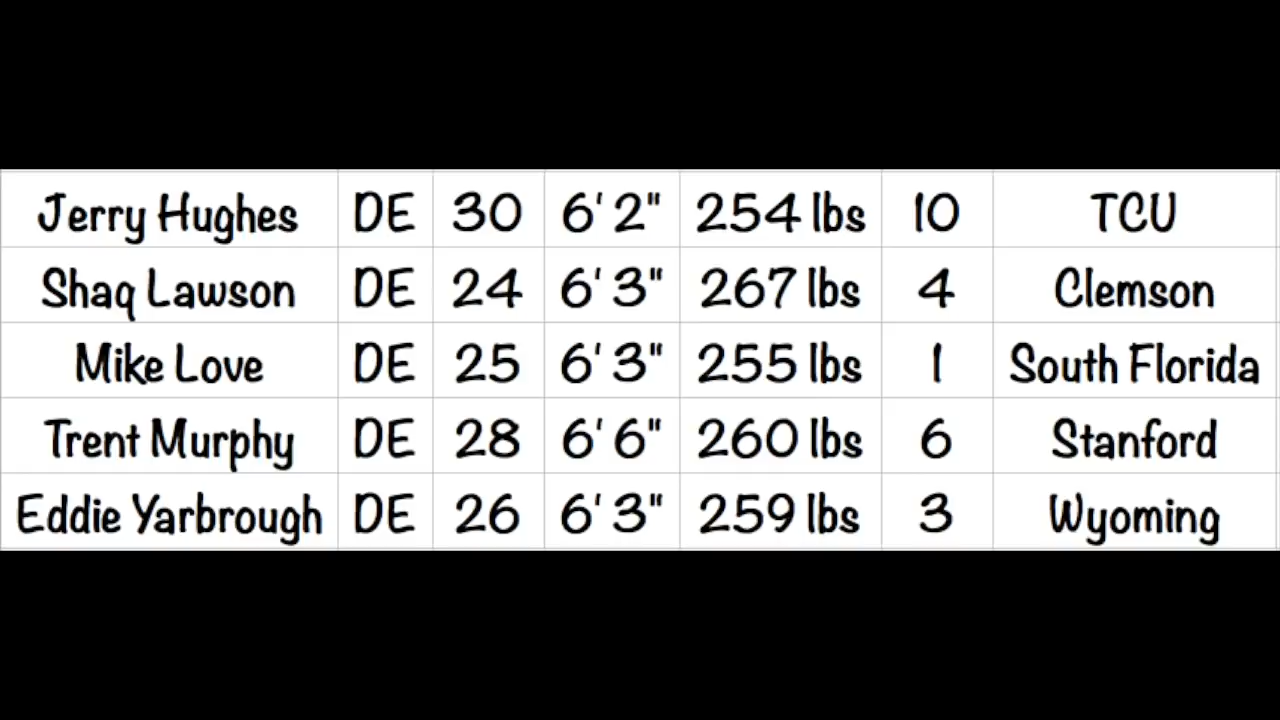 Jerry Hughes DE 30 6' 2" 254 lbs 10 TCU
Shaq Lawson DE 24 6' 3" 267 lbs 4 Clemson
Mike Love DE 25 6' 3" 255 lbs 1 South Florida
Trent Murphy DE 28 6' 6" 260 lbs 6 Stanford
Eddie Yarbrough DE 26 6' 3" 259 lbs 3 Wyoming